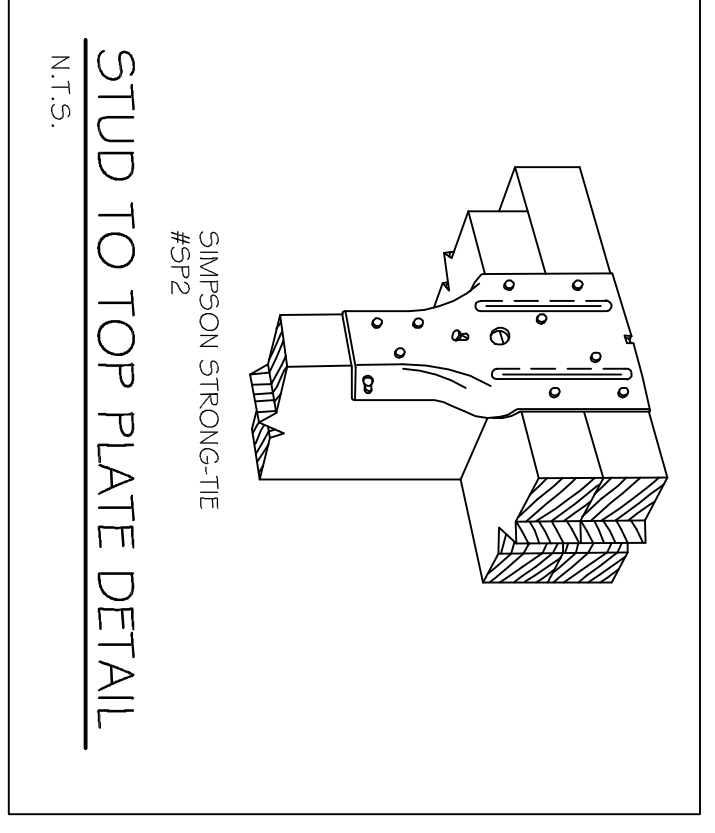 SIMPSON STRONG-TIE
#SP2
STUD TO TOP PLATE DETAIL
N.T.S.